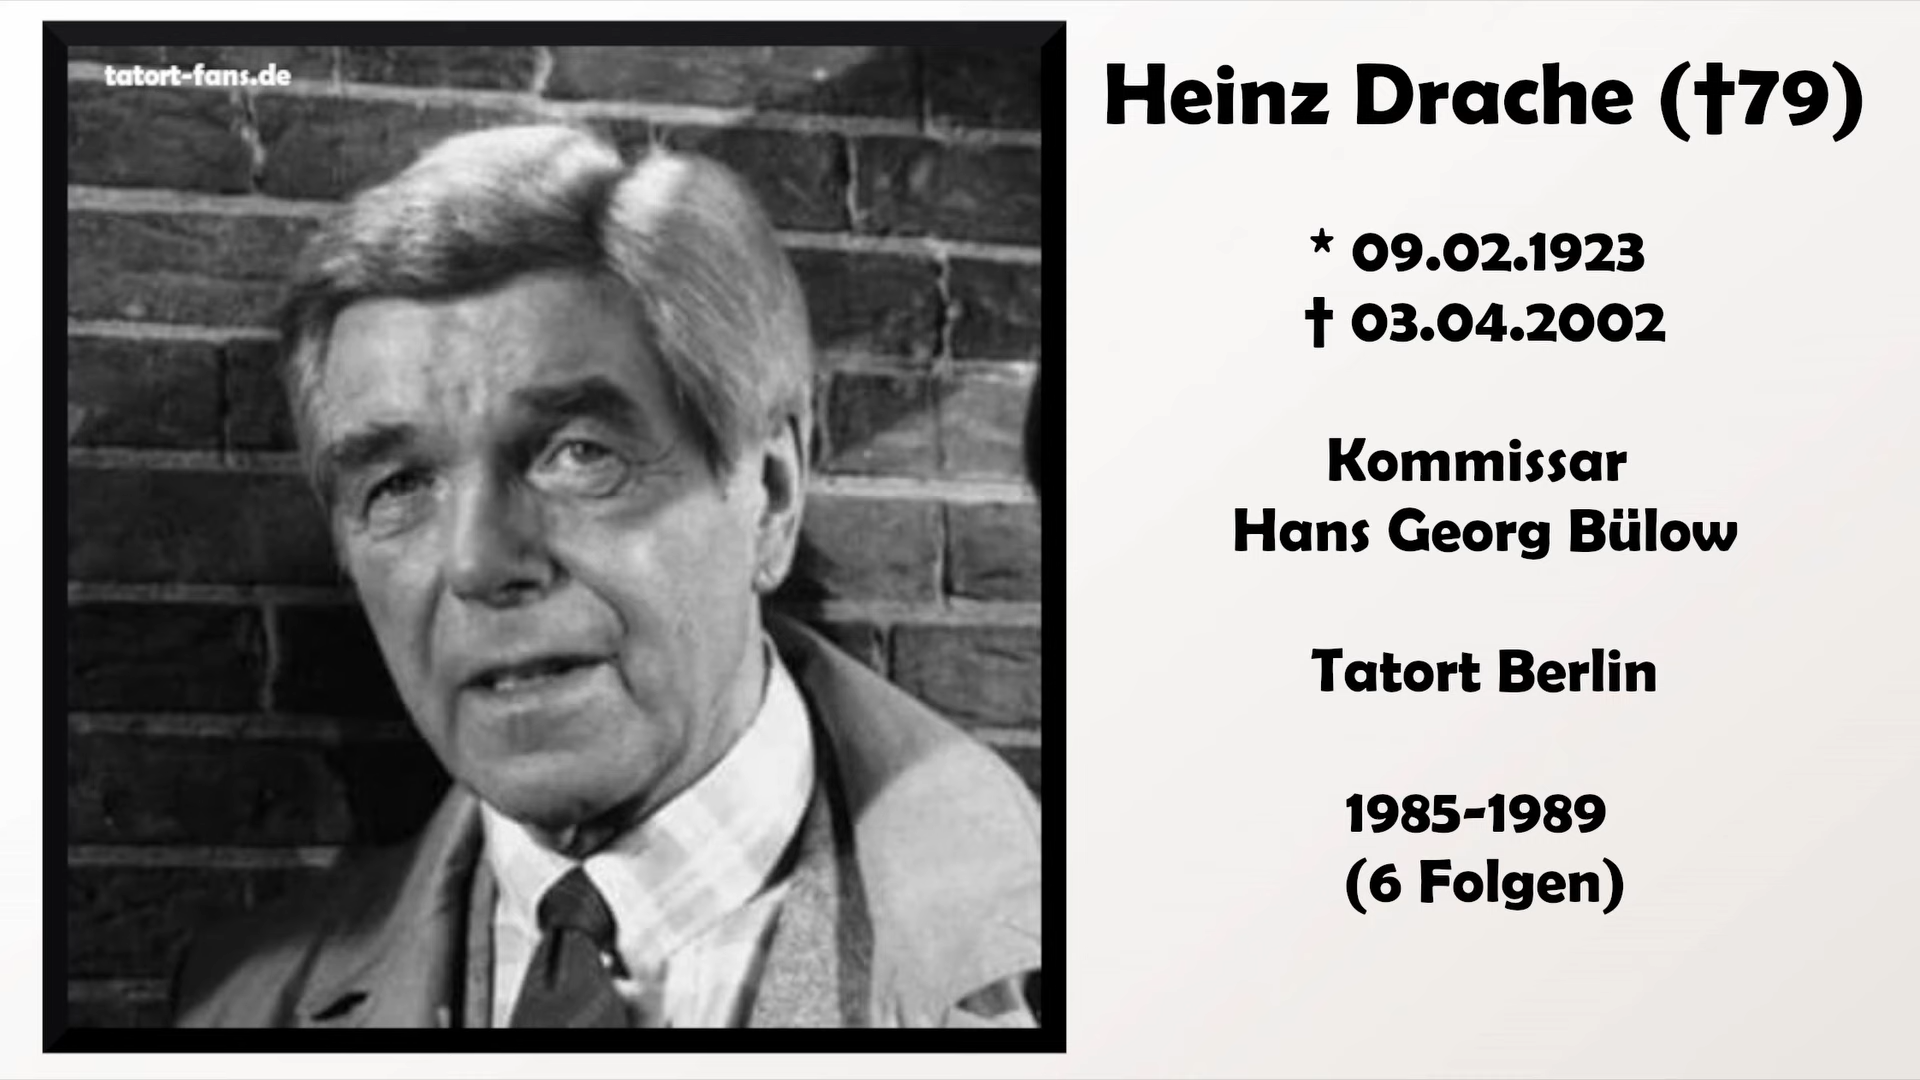 tatort-fans.de
Heinz Drache (†79)
* 09.02.1923
† 03.04.2002
Kommissar
Hans Georg Bülow
Tatort Berlin
1985-1989
(6 Folgen)